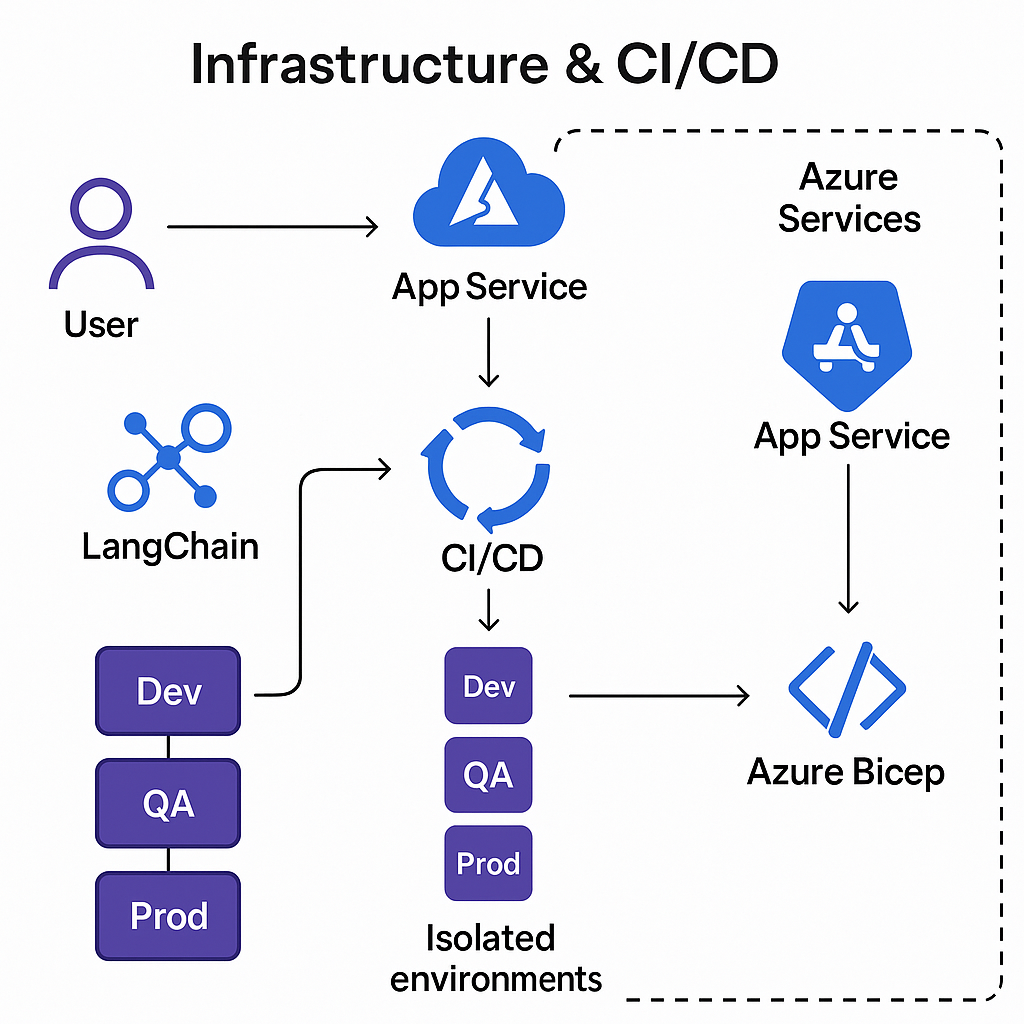 Infrastructure & CI/CD
User
App Service
Azure
Services
App Service
LangChain
CI/CD
Dev
QA
Prod
Dev
QA
Prod
Isolated
environments
Azure Bicep